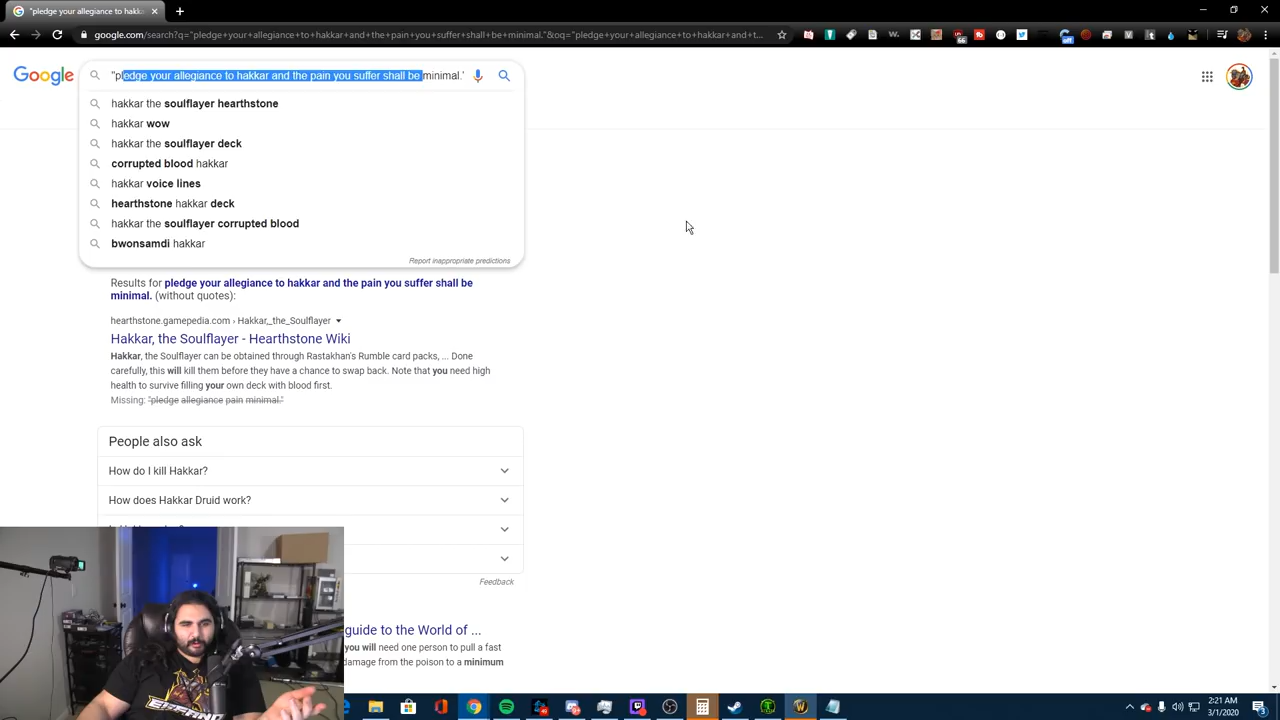 "pledge your allegiance to hakk
google.com/search?q="pledge+your+allegiance+to+hakkar+and+the+pain+you+suffer+shall+be+minimal."&oq="pledge+your+allegiance+to+hakkar+and+t...
Google
"pledge your allegiance to hakkar and the pain you suffer shall be minimal."
hakkar the soulflayer hearthstone
hakkar wow
hakkar the soulflayer deck
corrupted blood hakkar
hakkar voice lines
hearthstone hakkar deck
hakkar the soulflayer corrupted blood
bwonsamdi hakkar
Report inappropriate predictions
Results for pledge your allegiance to hakkar and the pain you suffer shall be
minimal. (without quotes):
hearthstone.gamepedia.com › Hakkar,_the_Soulflayer
Hakkar, the Soulflayer - Hearthstone Wiki
Hakkar, the Soulflayer can be obtained through Rastakhan's Rumble card packs, ... Done
carefully, this will kill them before they have a chance to swap back. Note that you need high
health to survive filling your own deck with blood first.
Missing: "pledge allegiance pain minimal."
People also ask
How do I kill Hakkar?
How does Hakkar Druid work?
Feedback
guide to the World of ...
you will need one person to pull a fast
damage from the poison to a minimum
2:21 AM
3/1/2020